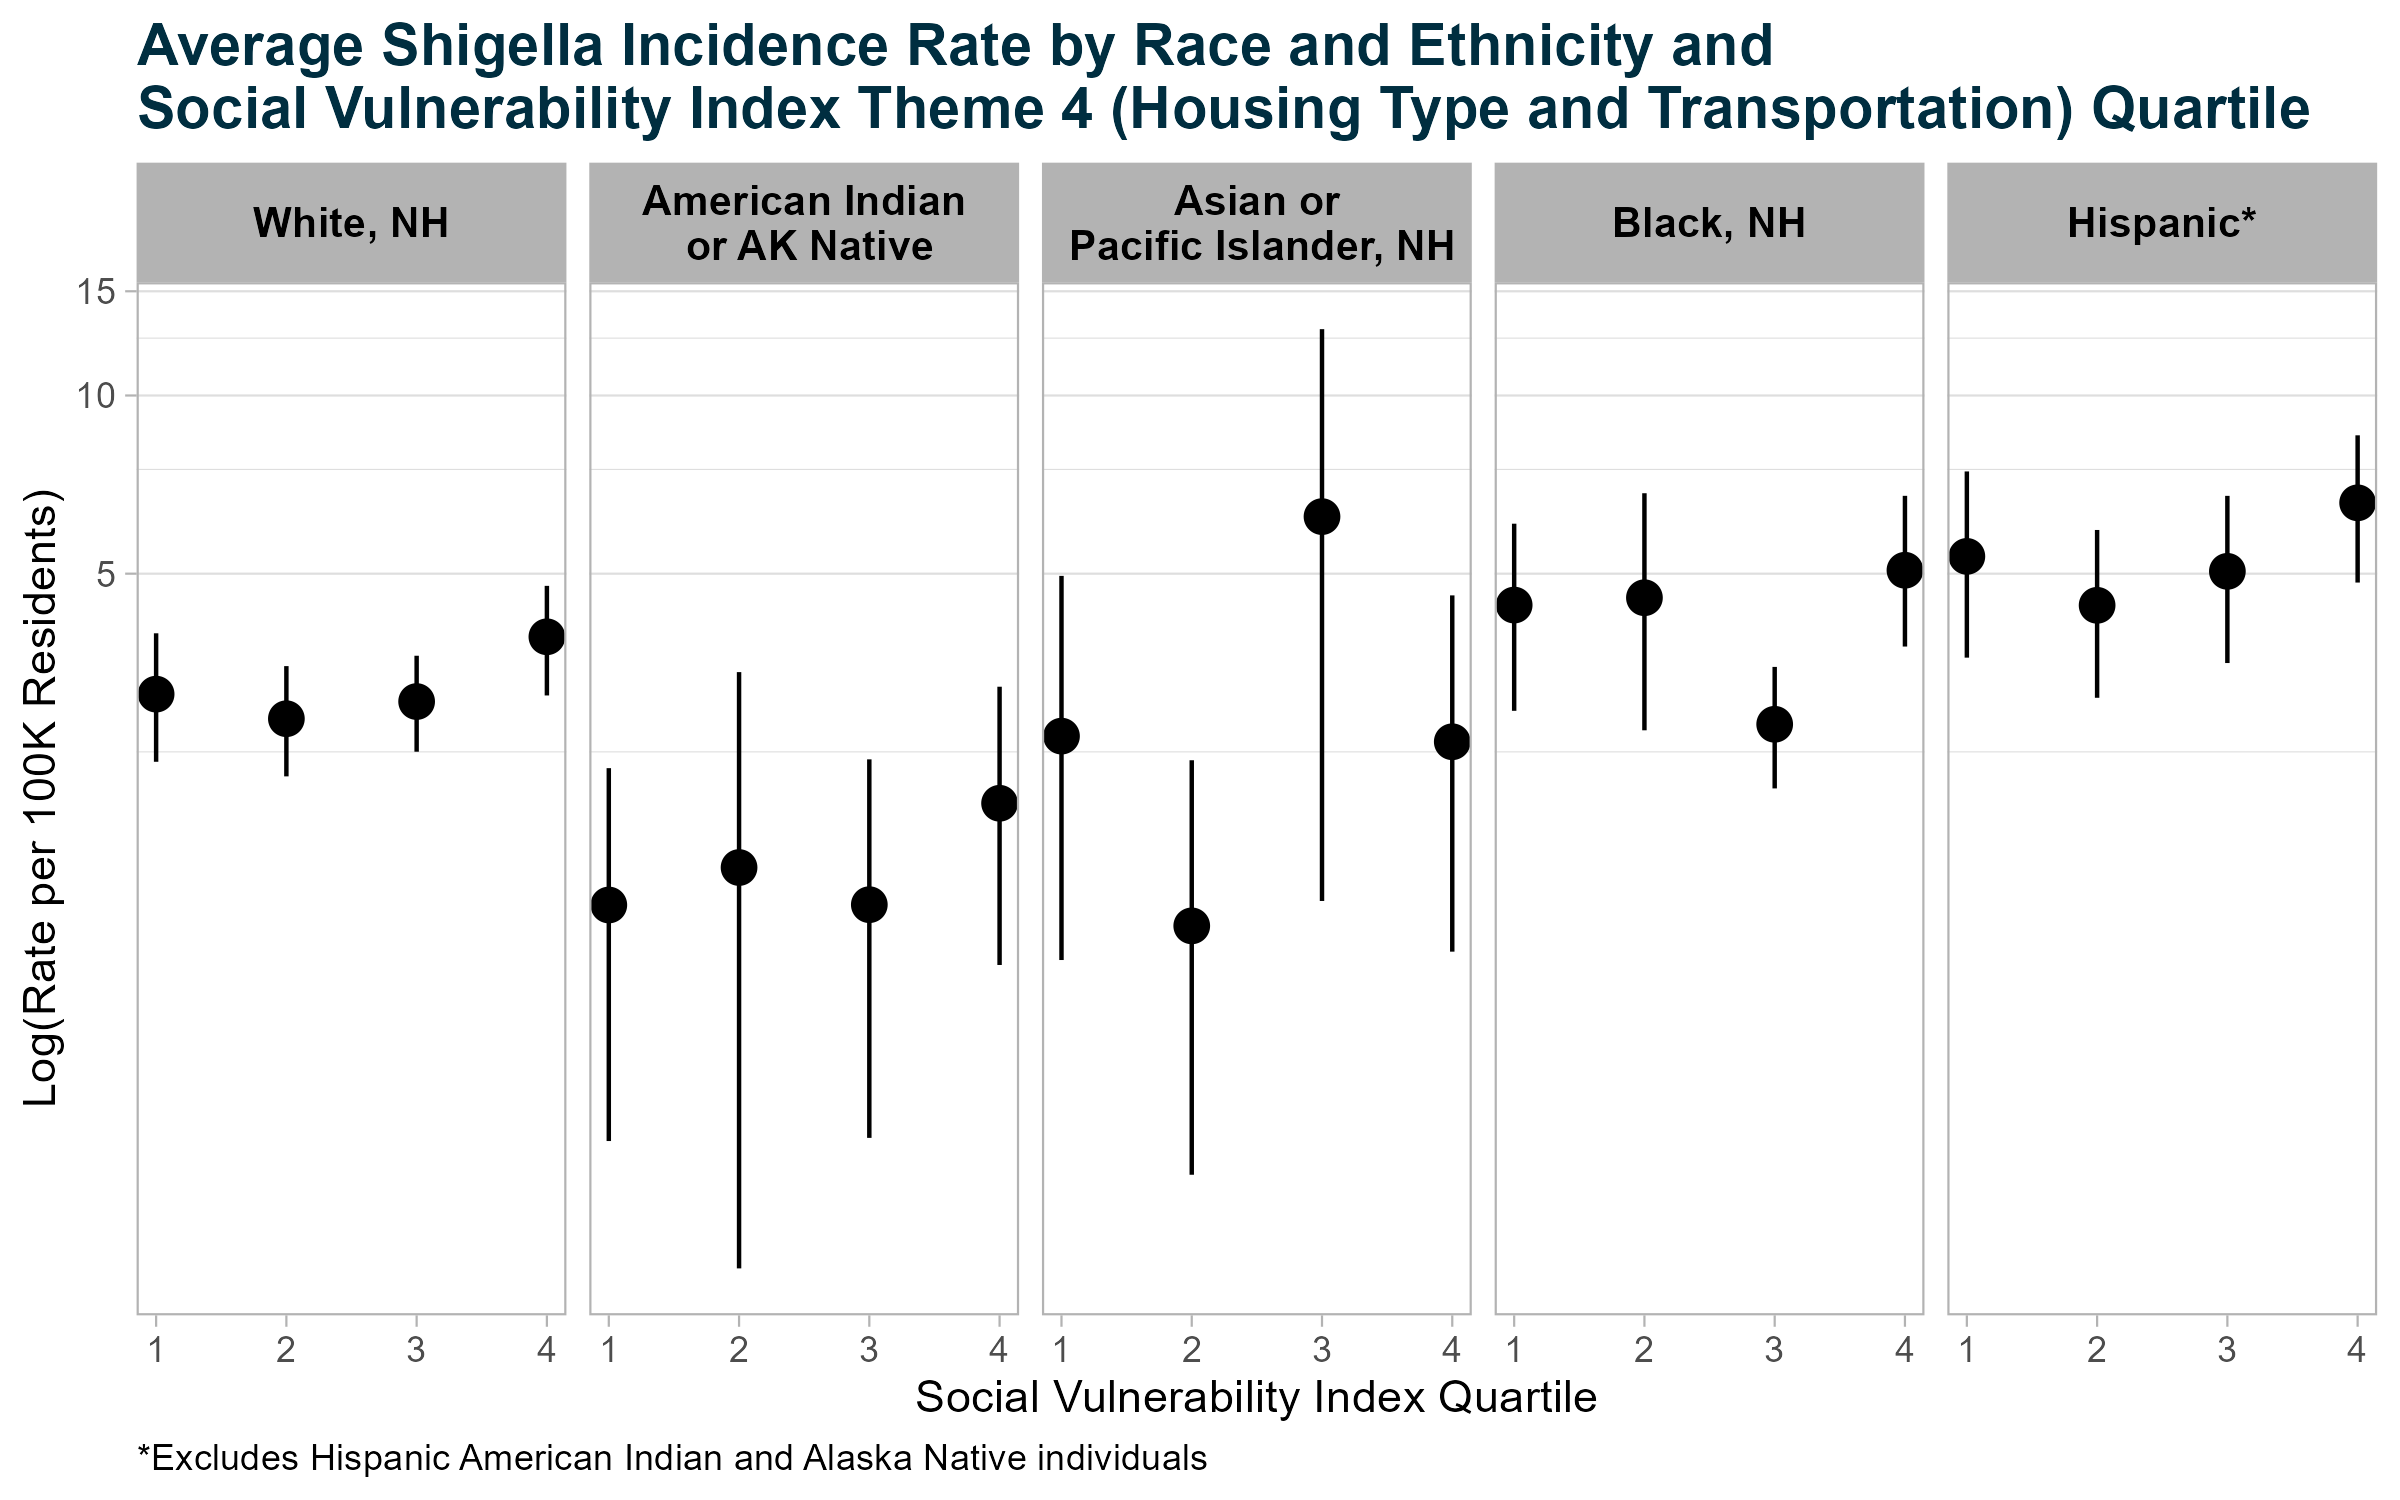 Average Shigella Incidence Rate by Race and Ethnicity and
Social Vulnerability Index Theme 4 (Housing Type and Transportation) Quartile
White, NH
American Indian
or AK Native
Asian or
Pacific Islander, NH
Black, NH
Hispanic*
15
10
5
Log(Rate per 100K Residents)
1 2 3 4 1 2 3 4 1 2 3 4 1 2 3 4 1 2 3 4
Social Vulnerability Index Quartile
*Excludes Hispanic American Indian and Alaska Native individuals